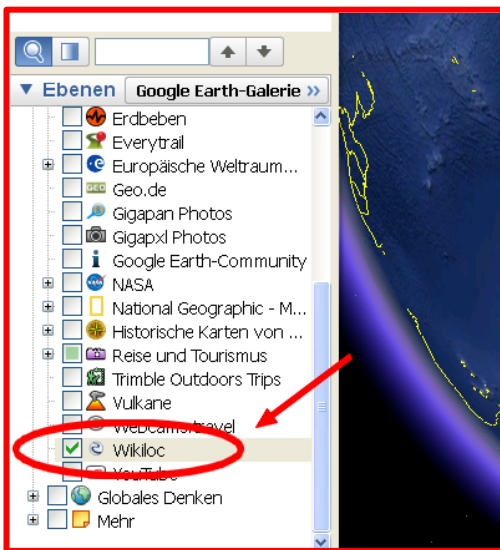 Ebenen Google Earth-Galerie »
Erdbeben
Everytrail
Europäische Weltraum...
GEO Geo.de
Gigapan Photos
Gigapxl Photos
Google Earth-Community
NASA
National Geographic - M...
Historische Karten von ...
Reise und Tourismus
Trimble Outdoors Trips
Vulkane
Webcams.travel
Wikiloc
YouTube
Globales Denken
Mehr